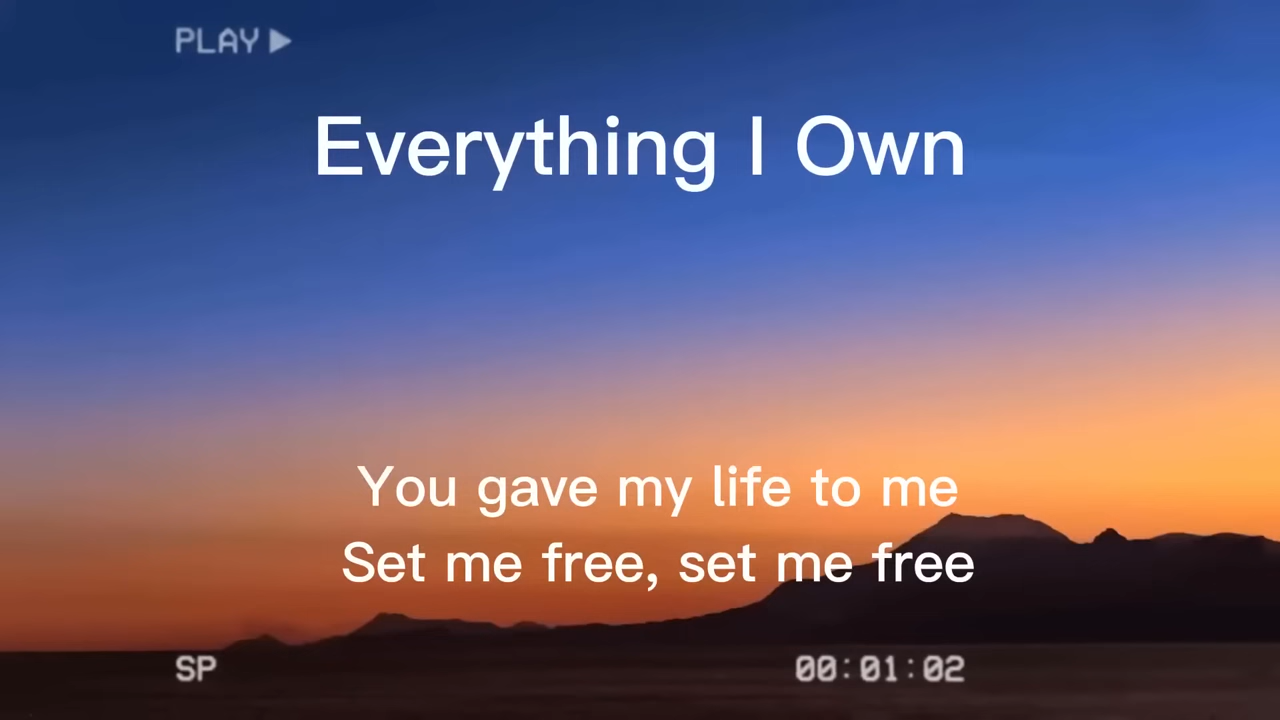 PLAY ▶
Everything I Own
You gave my life to me
Set me free, set me free
SP
00:01:02